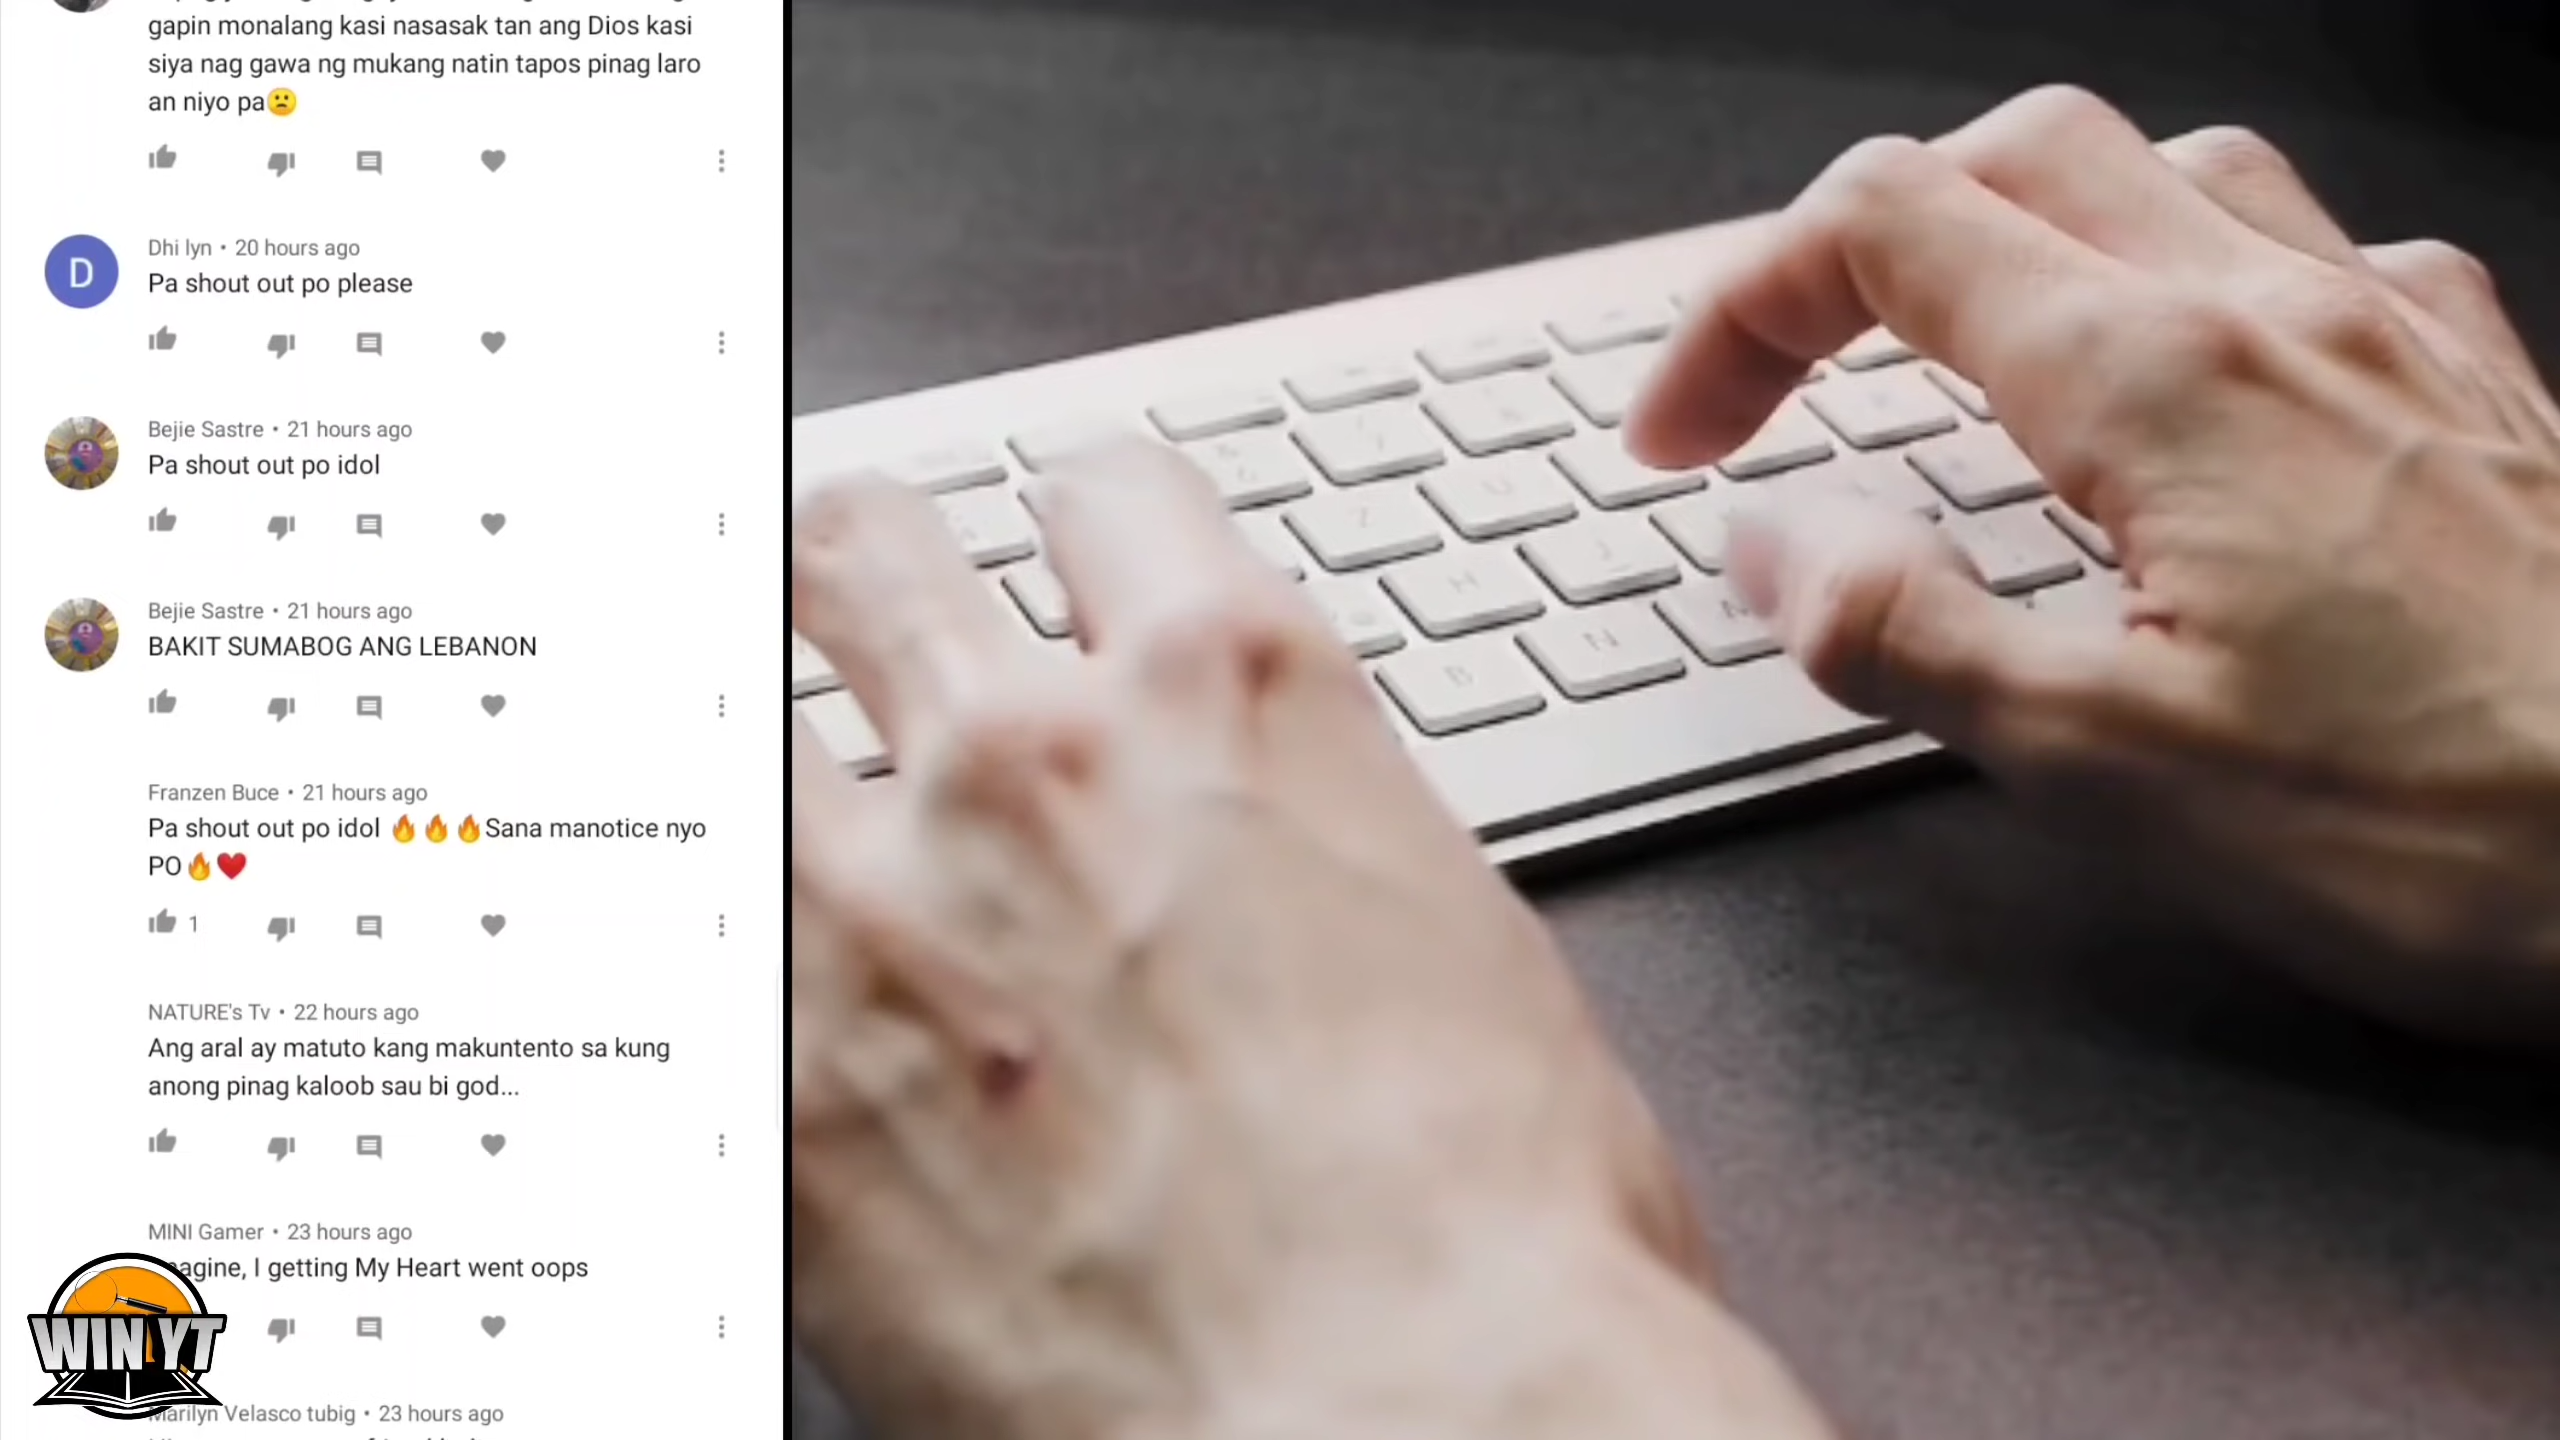 gapin monalang kasi nasasak tan ang Dios kasi
siya nag gawa ng mukang natin tapos pinag laro
an niyo pa🙁
D
Dhi lyn • 20 hours ago
Pa shout out po please
Bejie Sastre • 21 hours ago
Pa shout out po idol
Bejie Sastre • 21 hours ago
BAKIT SUMABOG ANG LEBANON
Franzen Buce • 21 hours ago
Pa shout out po idol 🔥🔥🔥Sana manotice nyo
PO🔥❤️
1
NATURE's Tv • 22 hours ago
Ang aral ay matuto kang makuntento sa kung
anong pinag kaloob sau bi god...
MINI Gamer • 23 hours ago
I getting My Heart went oops
WIN YT
Marilyn Velasco tubig • 23 hours ago
Z
U
H
J
B
N
M